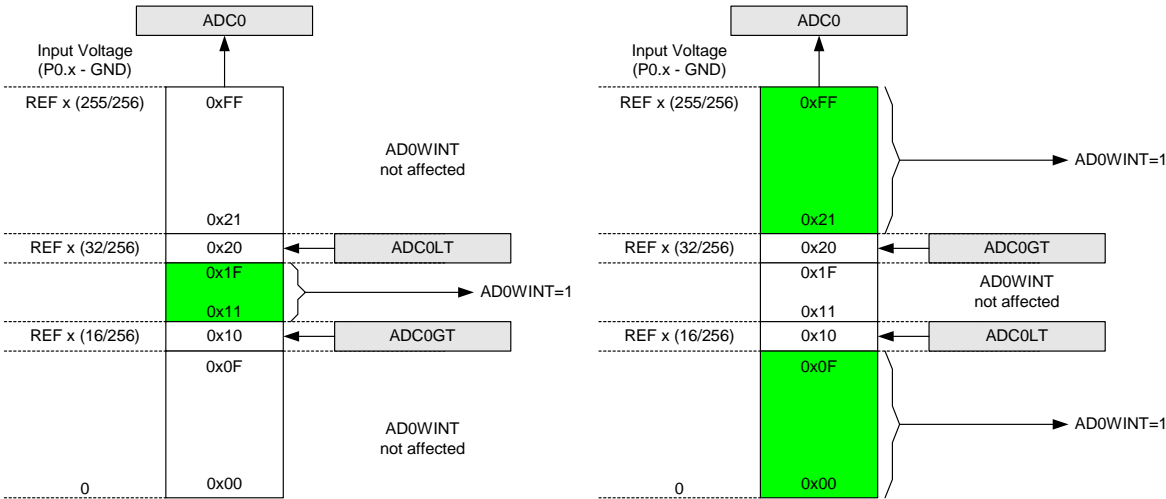 ADC0
Input Voltage
(P0.x - GND)
REF x (255/256)
0xFF
AD0WINT
not affected
0x21
REF x (32/256)
0x20
ADC0LT
0x1F
AD0WINT=1
0x11
REF x (16/256)
0x10
ADC0GT
0x0F
AD0WINT
not affected
0x00
0
ADC0
Input Voltage
(P0.x - GND)
REF x (255/256)
0xFF
AD0WINT=1
0x21
REF x (32/256)
0x20
ADC0GT
0x1F
AD0WINT
not affected
0x11
REF x (16/256)
0x10
ADC0LT
0x0F
AD0WINT=1
0x00
0